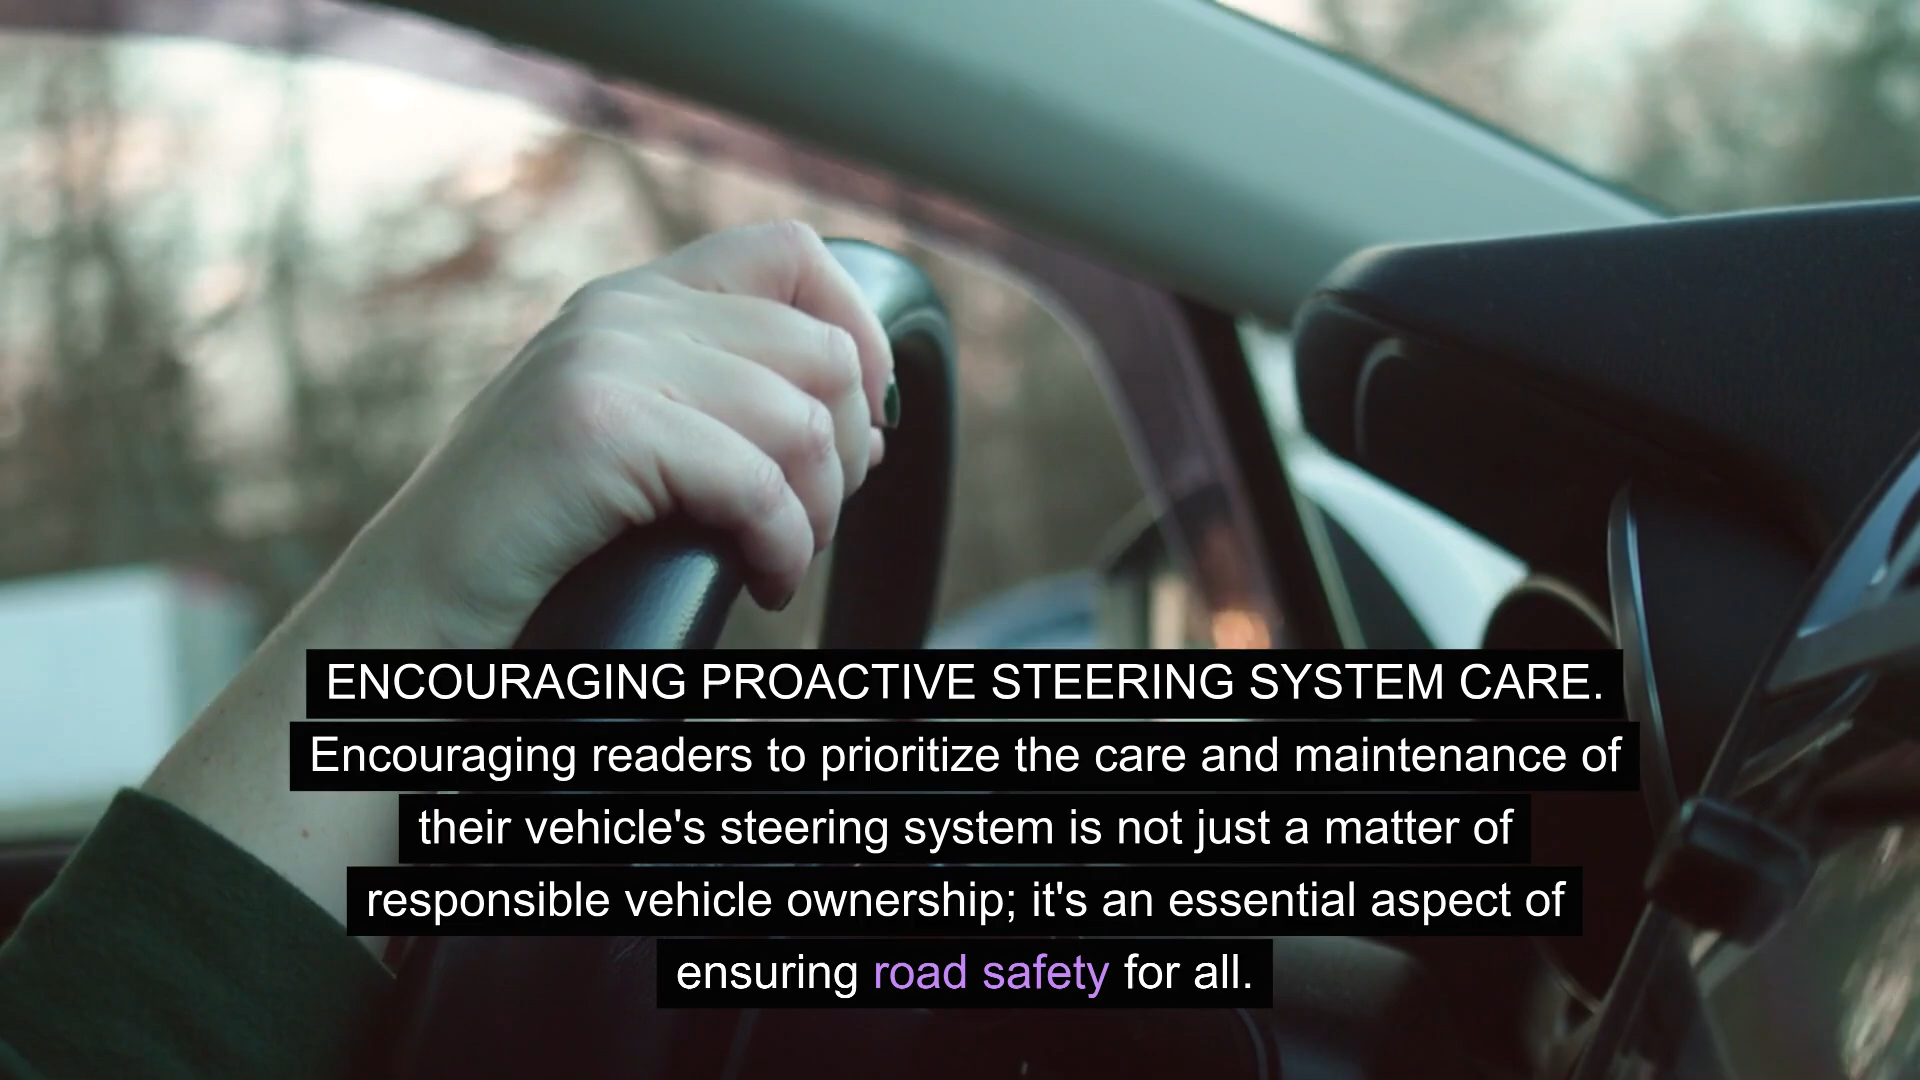 ENCOURAGING PROACTIVE STEERING SYSTEM CARE.
Encouraging readers to prioritize the care and maintenance of
their vehicle's steering system is not just a matter of
responsible vehicle ownership; it's an essential aspect of
ensuring road safety for all.